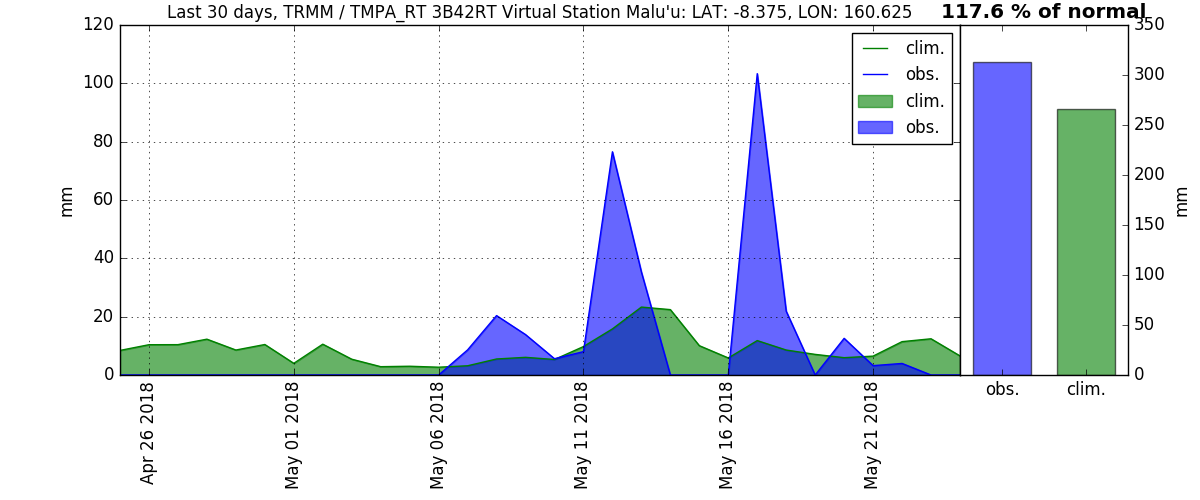 Last 30 days, TRMM / TMPA_RT 3B42RT Virtual Station Malu'u: LAT: -8.375, LON: 160.625
117.6 % of normal
120
100
80
60
40
20
0
mm
clim.
obs.
clim.
obs.
Apr 26 2018
May 01 2018
May 06 2018
May 11 2018
May 16 2018
May 21 2018
350
300
250
200
150
100
50
0
mm
obs.
clim.